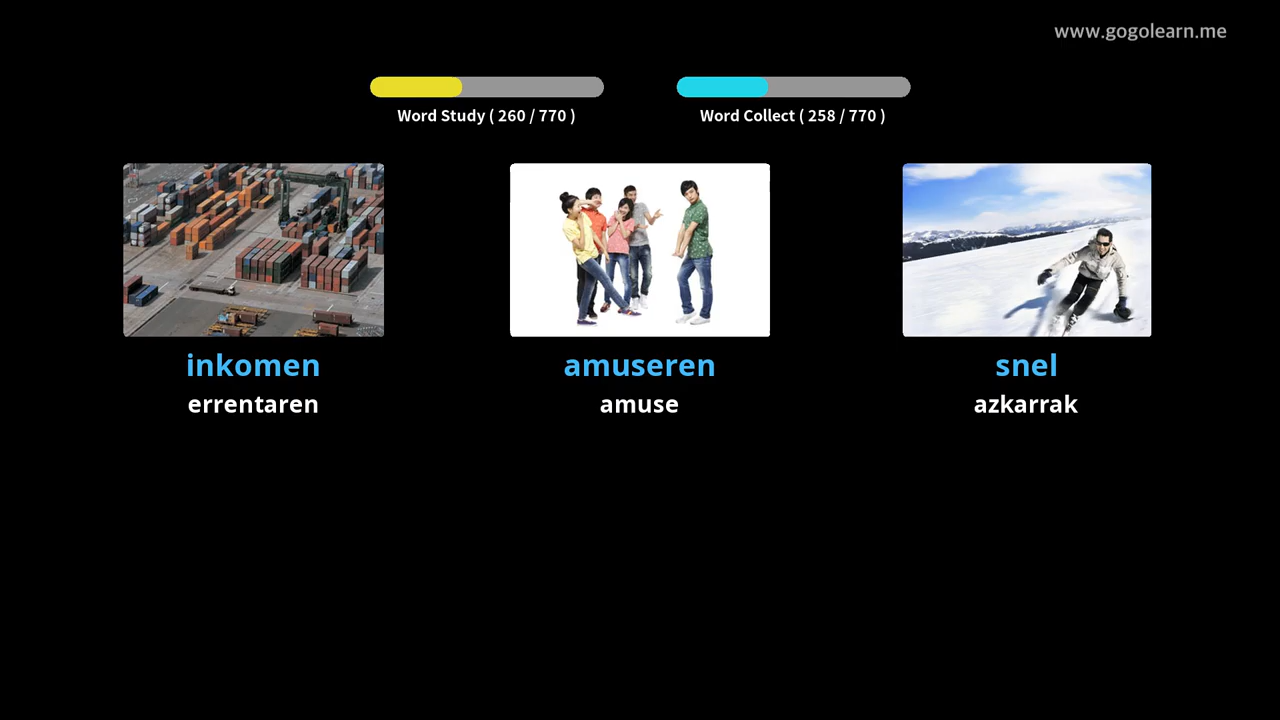 www.gogolearn.me
Word Study ( 260 / 770 )
Word Collect ( 258 / 770 )
inkomen
amuseren
snel
errentaren
amuse
azkarrak